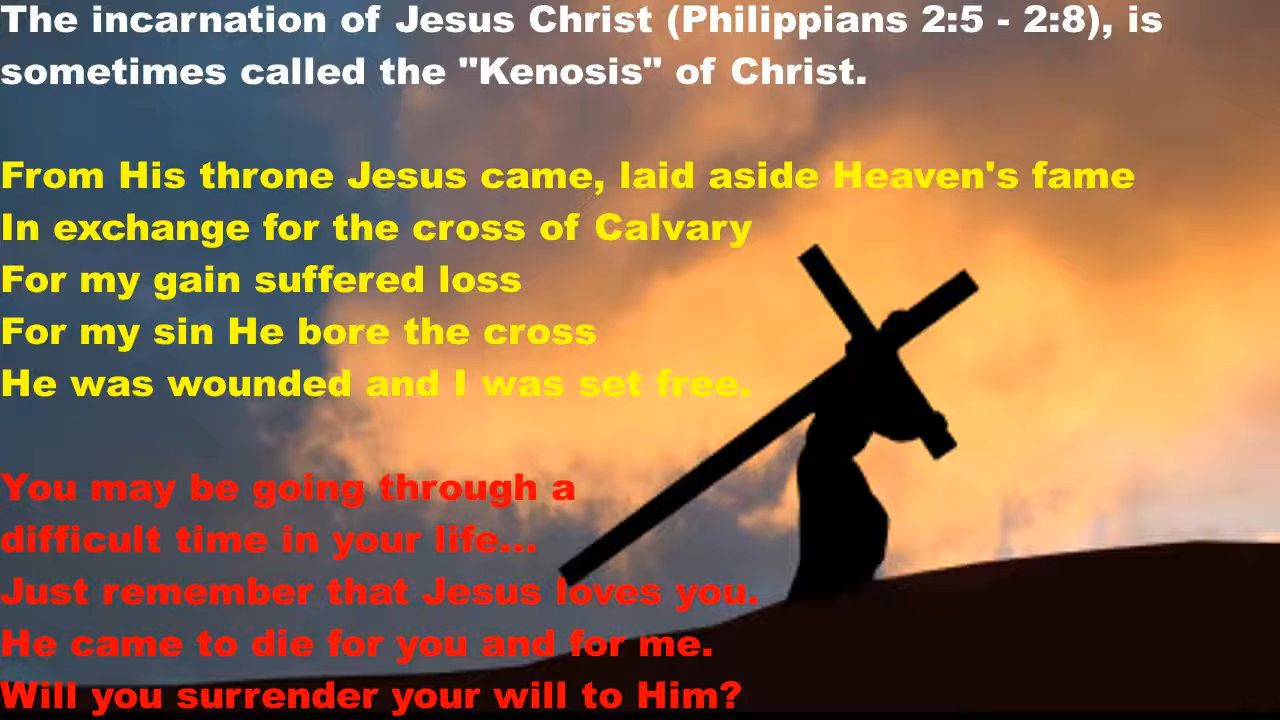 The incarnation of Jesus Christ (Philippians 2:5 - 2:8), is
sometimes called the "Kenosis" of Christ.
From His throne Jesus came, laid aside Heaven's fame
In exchange for the cross of Calvary
For my gain suffered loss
For my sin He bore the cross
He was wounded and I was set free.
You may be going through a
difficult time in your life...
Just remember that Jesus loves you.
He came to die for you and for me.
Will you surrender your will to Him?